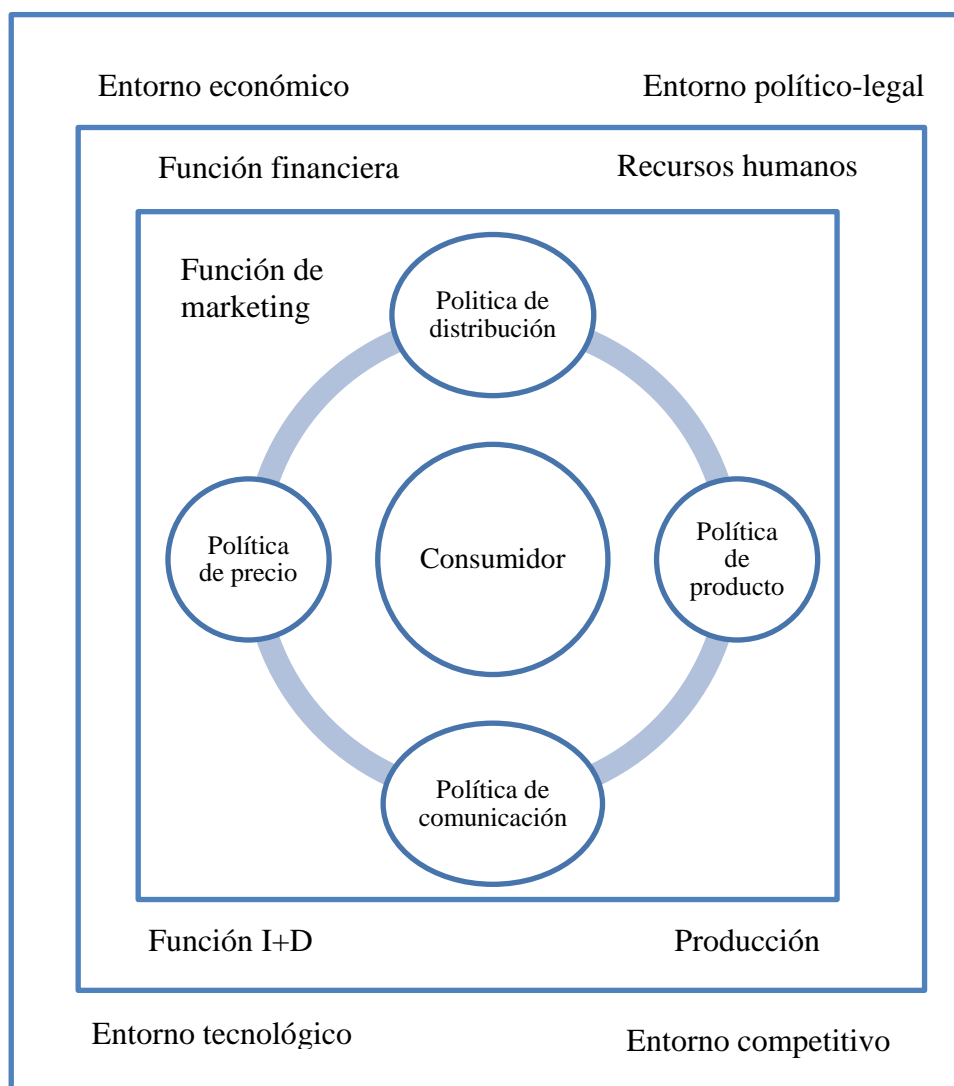 Entorno económico
Entorno político-legal
Función financiera
Recursos humanos
Función de
marketing
Politica de
distribución
Política
de precio
Consumidor
Política
de
producto
Política de
comunicación
Función I+D
Producción
Entorno tecnológico
Entorno competitivo